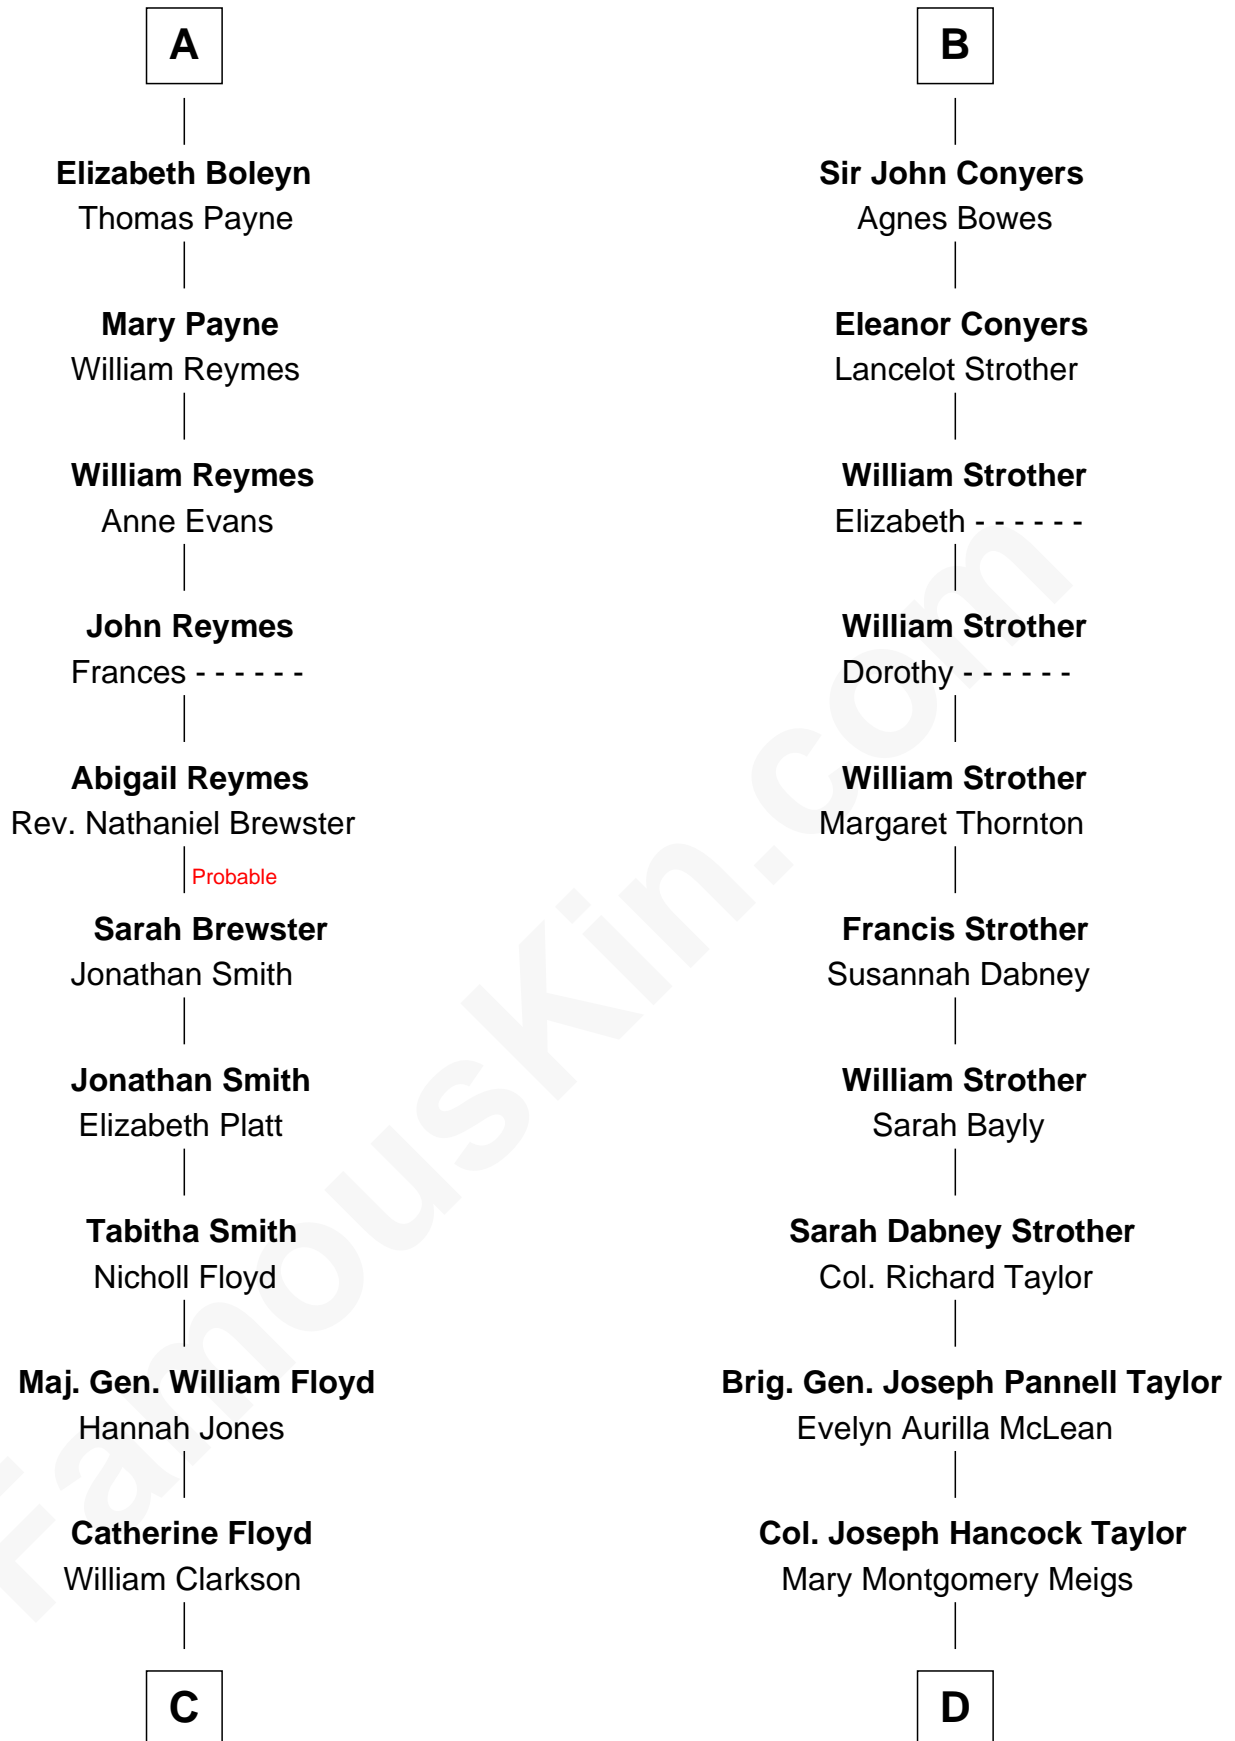 A
Elizabeth Boleyn
Thomas Payne
Mary Payne
William Reymes
William Reymes
Anne Evans
John Reymes
Frances - - - - - -
Abigail Reymes
Rev. Nathaniel Brewster
Probable
Sarah Brewster
Jonathan Smith
Jonathan Smith
Elizabeth Platt
Tabitha Smith
Nicholl Floyd
Maj. Gen. William Floyd
Hannah Jones
Catherine Floyd
William Clarkson
C
B
Sir John Conyers
Agnes Bowes
Eleanor Conyers
Lancelot Strother
William Strother
Elizabeth - - - - - -
William Strother
Dorothy - - - - - -
William Strother
Margaret Thornton
Francis Strother
Susannah Dabney
William Strother
Sarah Bayly
Sarah Dabney Strother
Col. Richard Taylor
Brig. Gen. Joseph Pannell Taylor
Evelyn Aurilla McLean
Col. Joseph Hancock Taylor
Mary Montgomery Meigs
D
FamousKin.com